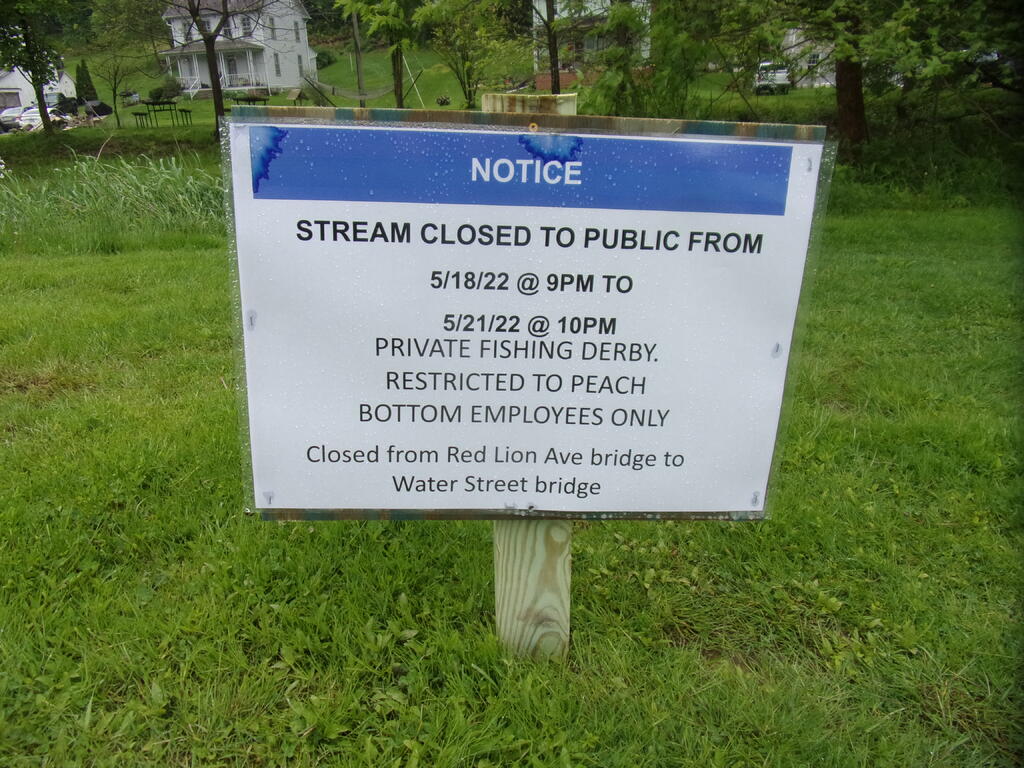 NOTICE
STREAM CLOSED TO PUBLIC FROM
5/18/22 @ 9PM TO
5/21/22 @ 10PM
PRIVATE FISHING DERBY.
RESTRICTED TO PEACH
BOTTOM EMPLOYEES ONLY
Closed from Red Lion Ave bridge to
Water Street bridge